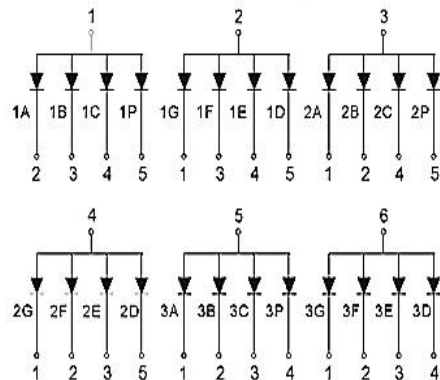 1 2 3
1A 1B 1C 1P 1G 1F 1E 1D 2A 2B 2C 2P
2 3 4 5 1 3 4 5 1 2 4 5
4 5 6
2G 2F 2E 2D 3A 3B 3C 3P 3G 3F 3E 3D
1 2 3 5 1 2 3 4 1 2 3 4